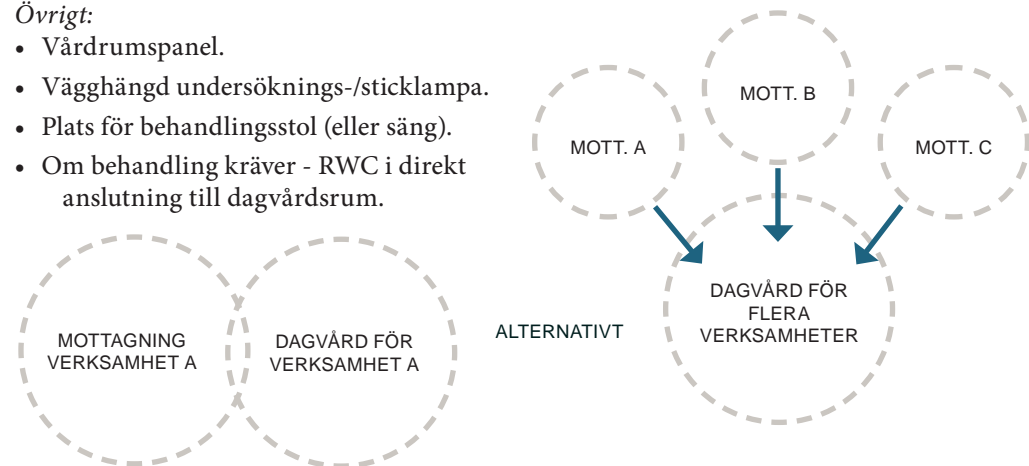 Övrigt:
• Vårdrumspanel.
• Vägghängd undersöknings-/sticklampa.
• Plats för behandlingsstol (eller säng).
• Om behandling kräver - RWC i direkt
anslutning till dagvårdsrum.
MOTT. A
MOTT. B
MOTT. C
MOTTAGNING
VERKSAMHET A
DAGVÅRD FÖR
VERKSAMHET A
ALTERNATIVT
DAGVÅRD FÖR
FLERA
VERKSAMHETER